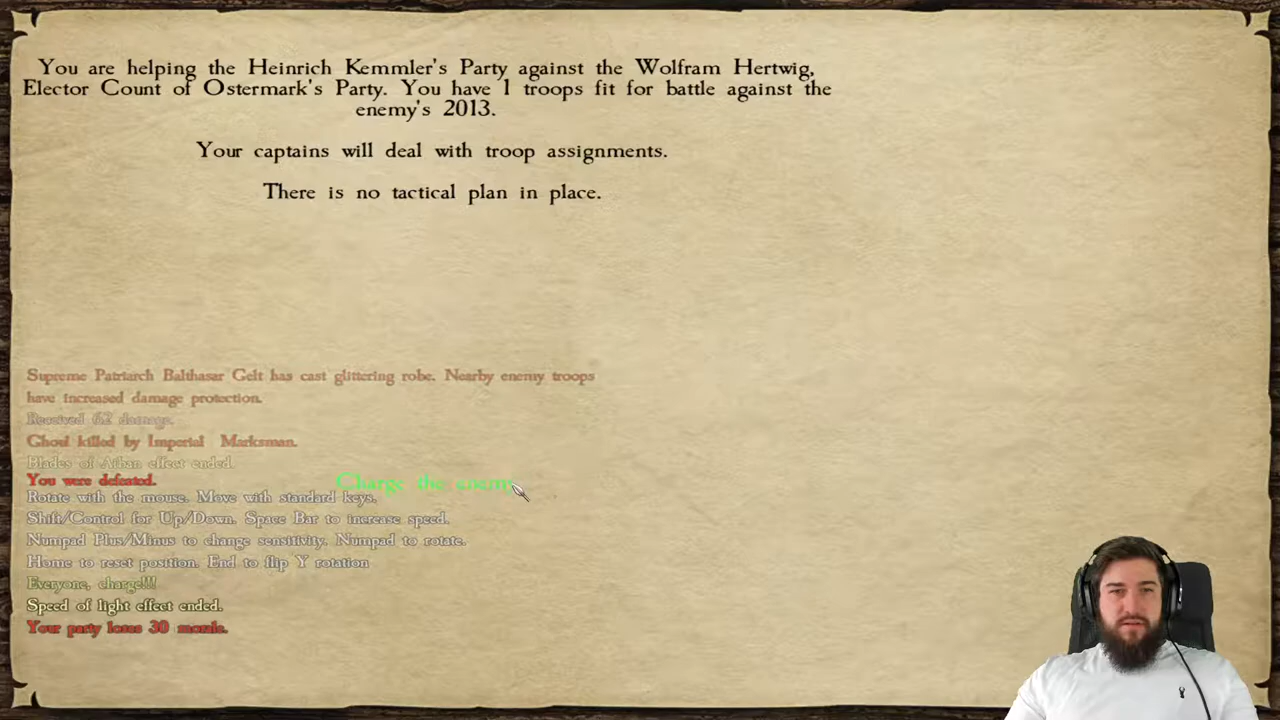 You are helping the Heinrich Kemmler's Party against the Wolfram Hertwig,
Elector Count of Ostermark's Party. You have 1 troops fit for battle against the
enemy's 2013.
Your captains will deal with troop assignments.
There is no tactical plan in place.
Supreme Patriarch Balthasar Gelt has cast glittering robe. Nearby enemy troops
have increased damage protection.
Received 62 damage.
Ghoul killed by Imperial Marksman.
Blades of Aiban effect ended.
You were defeated.
Charge the enemy
Rotate with the mouse. Move with standard keys.
Shift/Control for Up/Down. Space Bar to increase speed.
Numpad Plus/Minus to change sensitivity. Numpad to rotate.
Home to reset position. End to flip Y rotation
Everyone, charge!!!
Speed of light effect ended.
Your party loses 30 morale.